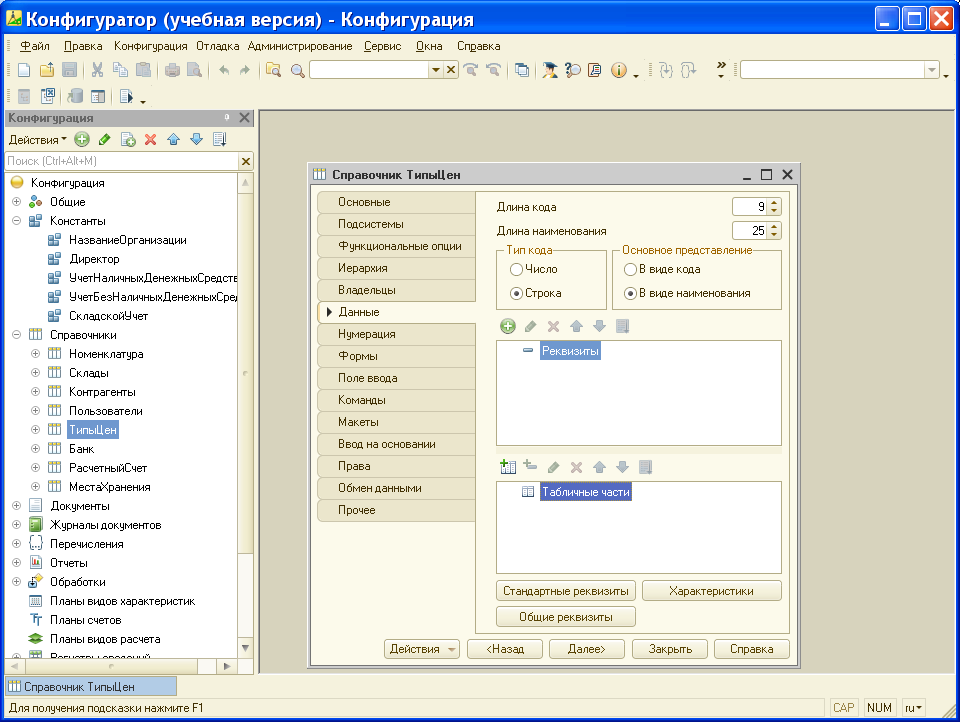 Конфигуратор (учебная версия) - Конфигурация
Файл Правка Конфигурация Отладка Администрирование Сервис Окна Справка
Конфигурация
Действия
Поиск (Ctrl+Alt+M)
Конфигурация
Общие
Константы
НазваниеОрганизации
Директор
УчетНаличныхДенежныхСредств
УчетБезНаличныхДенежныхСред
СкладскойУчет
Справочники
Номенклатура
Склады
Контрагенты
Пользователи
ТипыЦен
Банк
РасчетныйСчет
МестаХранения
Документы
Журналы документов
Перечисления
Отчеты
Обработки
Планы видов характеристик
Планы счетов
Планы видов расчета
Регистры сведений
Справочник ТипыЦен
Основные
Подсистемы
Функциональные опции
Иерархия
Владельцы
Данные
Нумерация
Формы
Поле ввода
Команды
Макеты
Ввод на основании
Права
Обмен данными
Прочее
Длина кода 9
Длина наименования 25
Тип кода
Число
Строка
Основное представление
В виде кода
В виде наименования
Реквизиты
Табличные части
Стандартные реквизиты Характеристики
Общие реквизиты
Действия <Назад Далее> Закрыть Справка
Справочник ТипыЦен
Для получения подсказки нажмите F1 CAP NUM ru